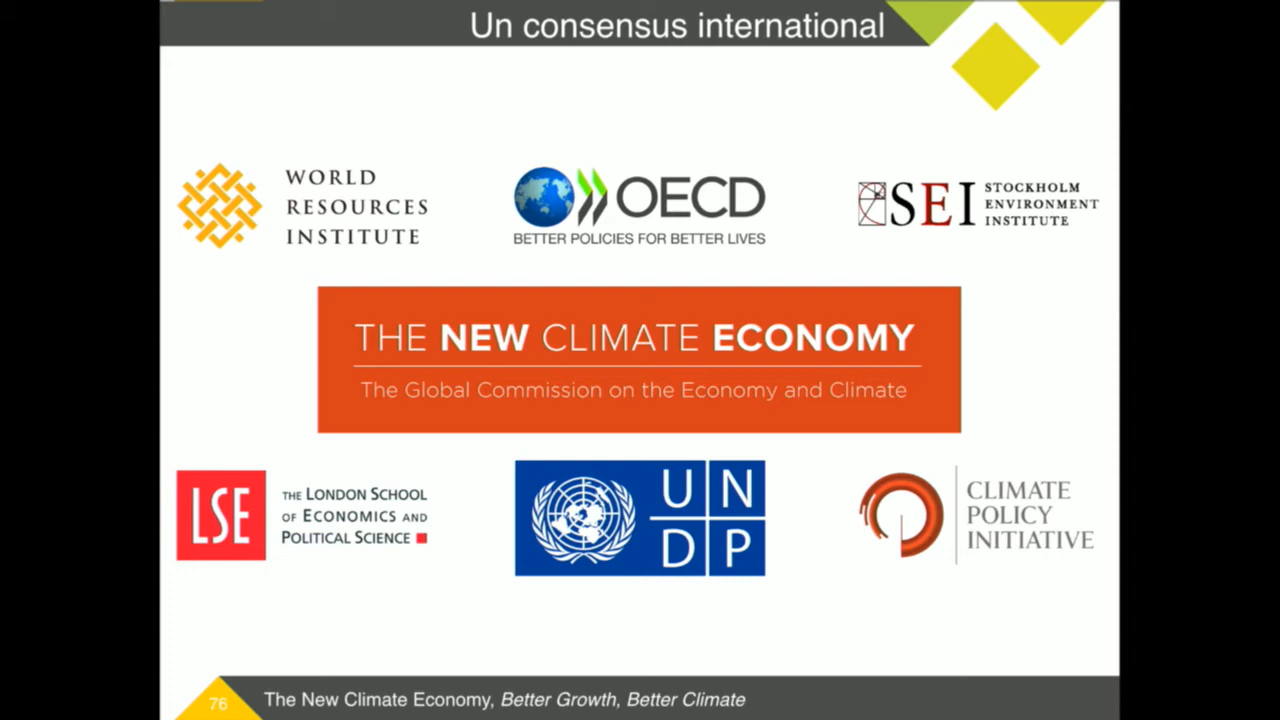 Un consensus international
WORLD
RESOURCES
INSTITUTE
OECD
BETTER POLICIES FOR BETTER LIVES
SEI
STOCKHOLM
ENVIRONMENT
INSTITUTE
THE NEW CLIMATE ECONOMY
The Global Commission on the Economy and Climate
LSE
THE LONDON SCHOOL
OF ECONOMICS AND
POLITICAL SCIENCE
UN
DP
CLIMATE
POLICY
INITIATIVE
76
The New Climate Economy, Better Growth, Better Climate